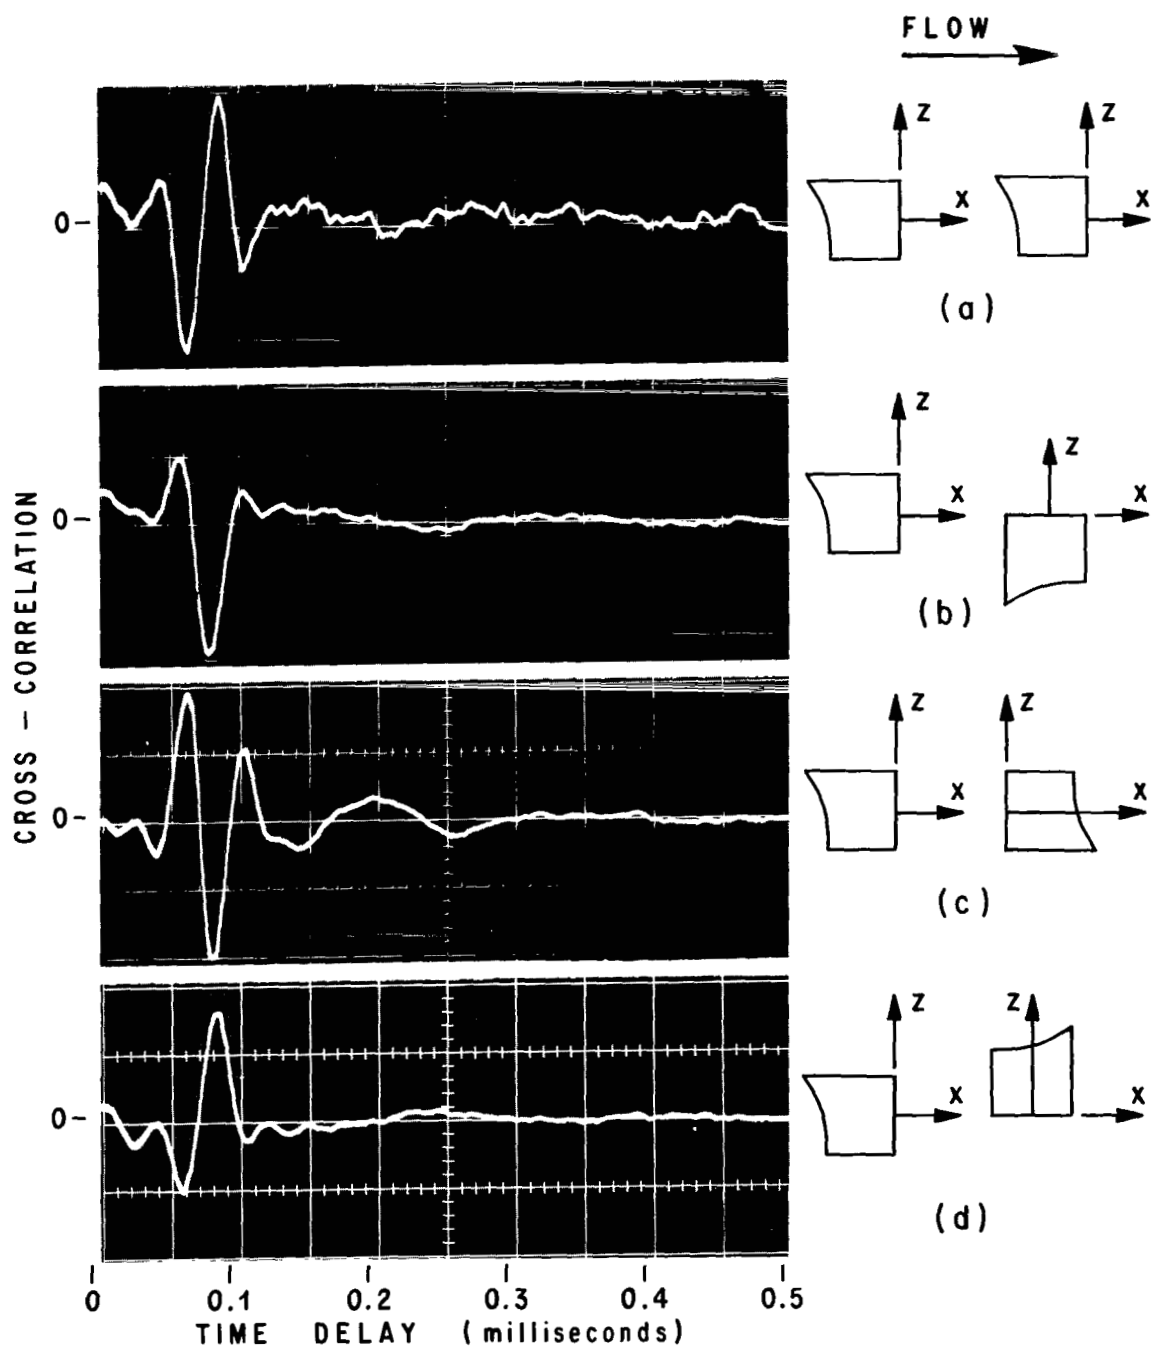 FLOW
Z
Z
X
X
(a)
0
Z
Z
X
X
(b)
0
Z
Z
X
X
(c)
0
Z
Z
X
X
(d)
0
CROSS — CORRELATION
0 0.1 0.2 0.3 0.4 0.5
TIME DELAY (milliseconds)